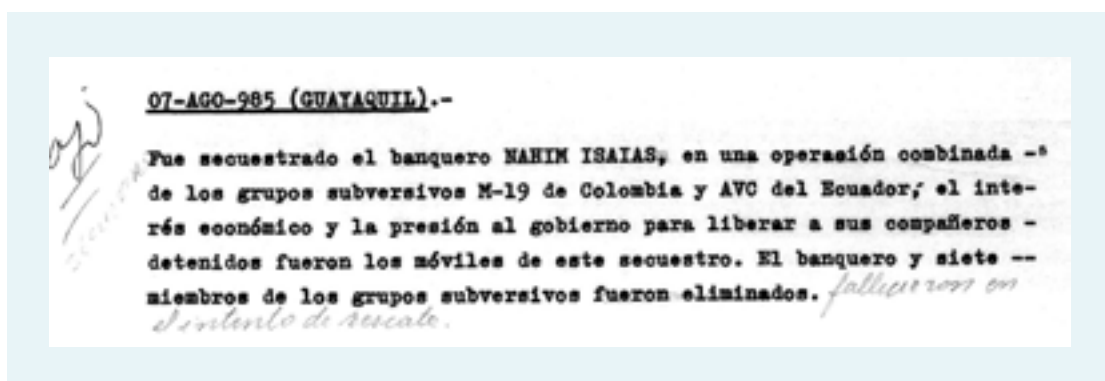 07-AGO-985 (GUAYAQUIL).-
Fue secuestrado el banquero NAHIM ISAIAS, en una operasión combinada -
de los grupos subversivos M-19 de Colombia y AVC del Ecuador; el inte-
rés económico y la presión al gobierno para liberar a sus compañeros -
detenidos fueron los móviles de este secuestro. El banquero y siete --
miembros de los grupos subversivos fueron eliminados. fallecieron en
el intento de rescate.